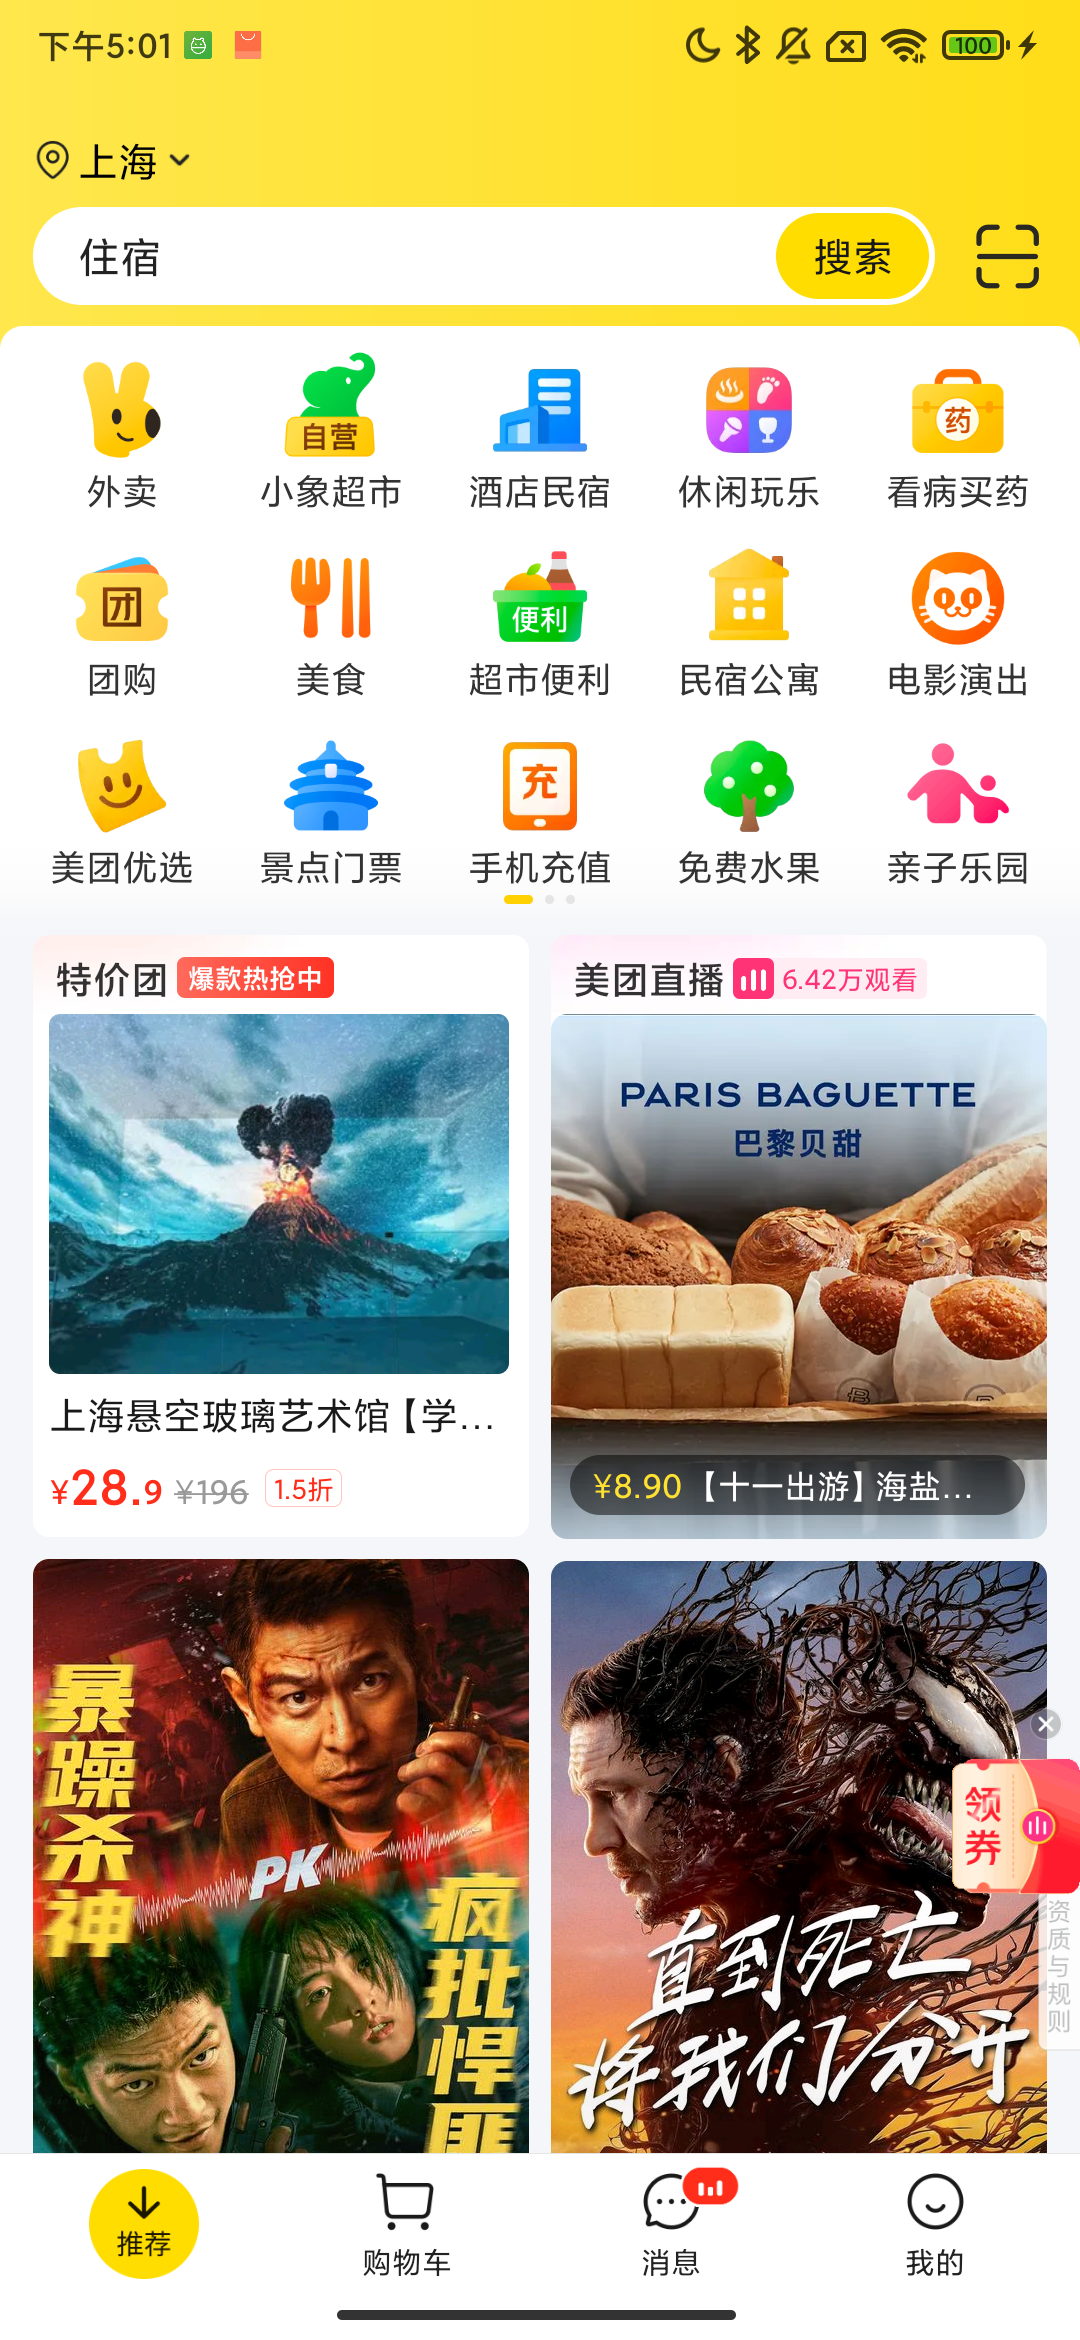 下午5:01
100
上海
住宿
搜索
自营
药
外卖
小象超市
酒店民宿
休闲玩乐
看病买药
团
便利
团购
美食
超市便利
民宿公寓
电影演出
充
美团优选
景点门票
手机充值
免费水果
亲子乐园
特价团
爆款热抢中
美团直播
6.42万观看
PARIS BAGUETTE
巴黎贝甜
上海悬空玻璃艺术馆【学...
¥28.9 ¥196 1.5折
¥8.90【十一出游】海盐...
暴躁杀神
PK
疯批悍匪
直到死亡
将我们分开
领券
资质与规则
推荐
购物车
消息
我的